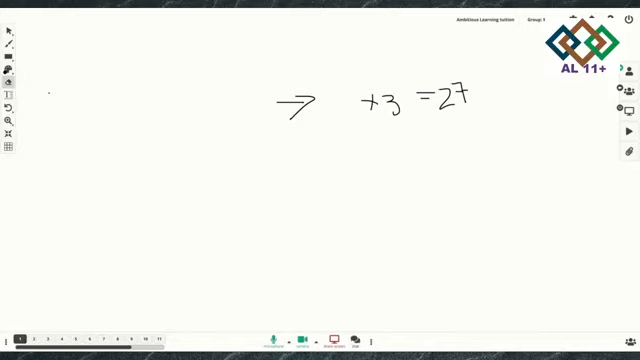 Ambitious Learning tuition Group: 1
AL 11+
→ +3 =27
1 2 3 4 5 6 7 8 9 10 11